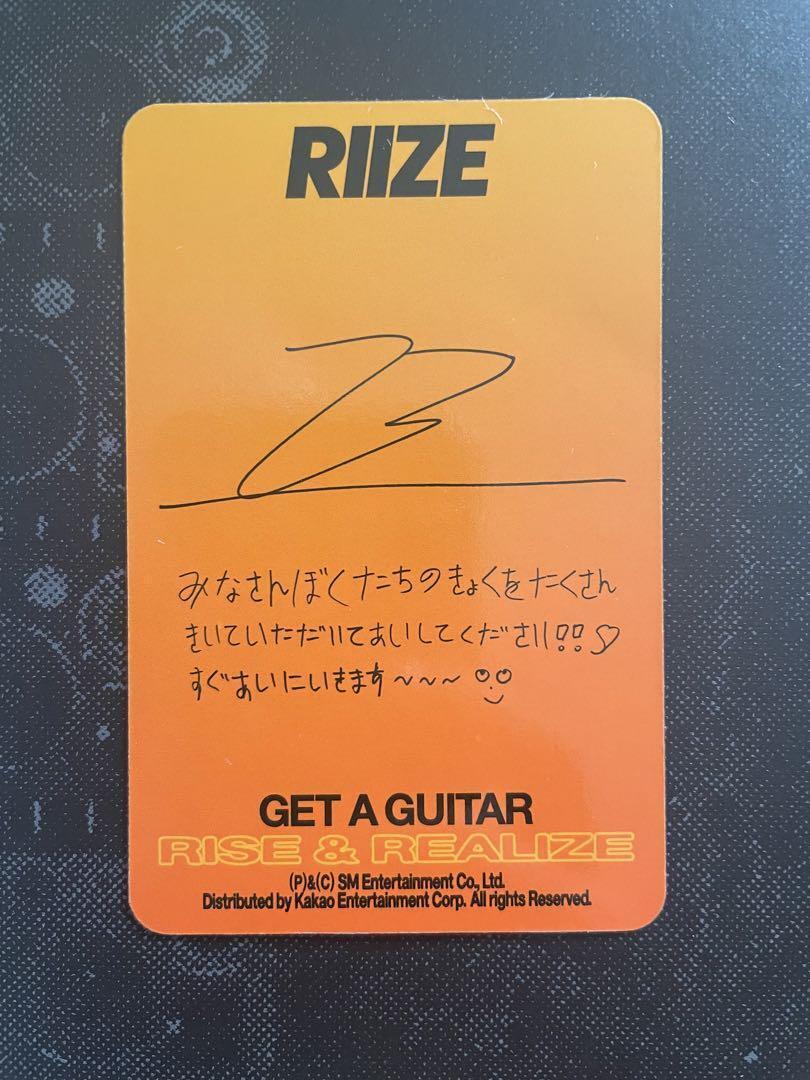 RIIZE
みなさんぼくたちのきょくをたくさん
きいていただいてあいしてください!!♡
すぐあいにいきます~~~
GET A GUITAR
RISE & REALIZE
(P)&(C) SM Entertainment Co., Ltd.
Distributed by Kakao Entertainment Corp. All rights Reserved.